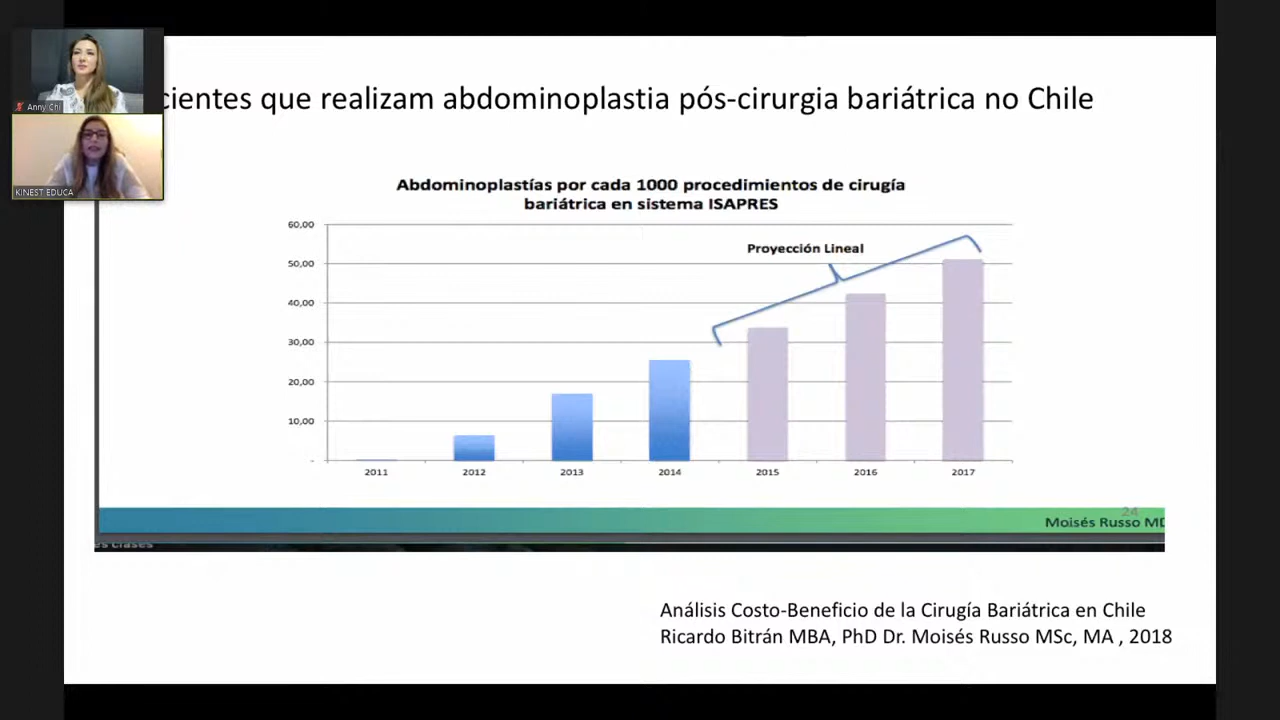 Anny Chi
KINEST EDUCA
cientes que realizam abdominoplastia pós-cirurgia bariátrica no Chile
Abdominoplastías por cada 1000 procedimientos de cirugía
bariátrica en sistema ISAPRES
60,00
50,00
40,00
30,00
20,00
10,00
-
Proyección Lineal
2011 2012 2013 2014 2015 2016 2017
24
Moisés Russo MD
es clases
Análisis Costo-Beneficio de la Cirugía Bariátrica en Chile
Ricardo Bitrán MBA, PhD Dr. Moisés Russo MSc, MA , 2018